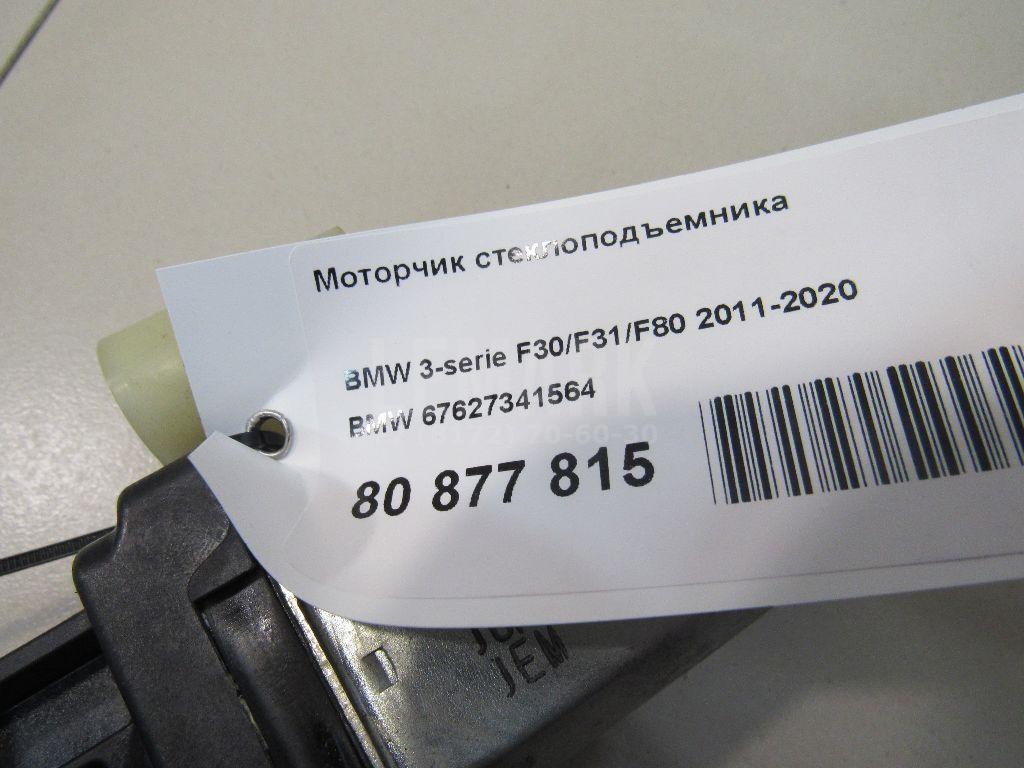 Моторчик стеклоподъемника
BMW 3-serie F30/F31/F80 2011-2020
BMW 67627341564
80 877 815
JEM